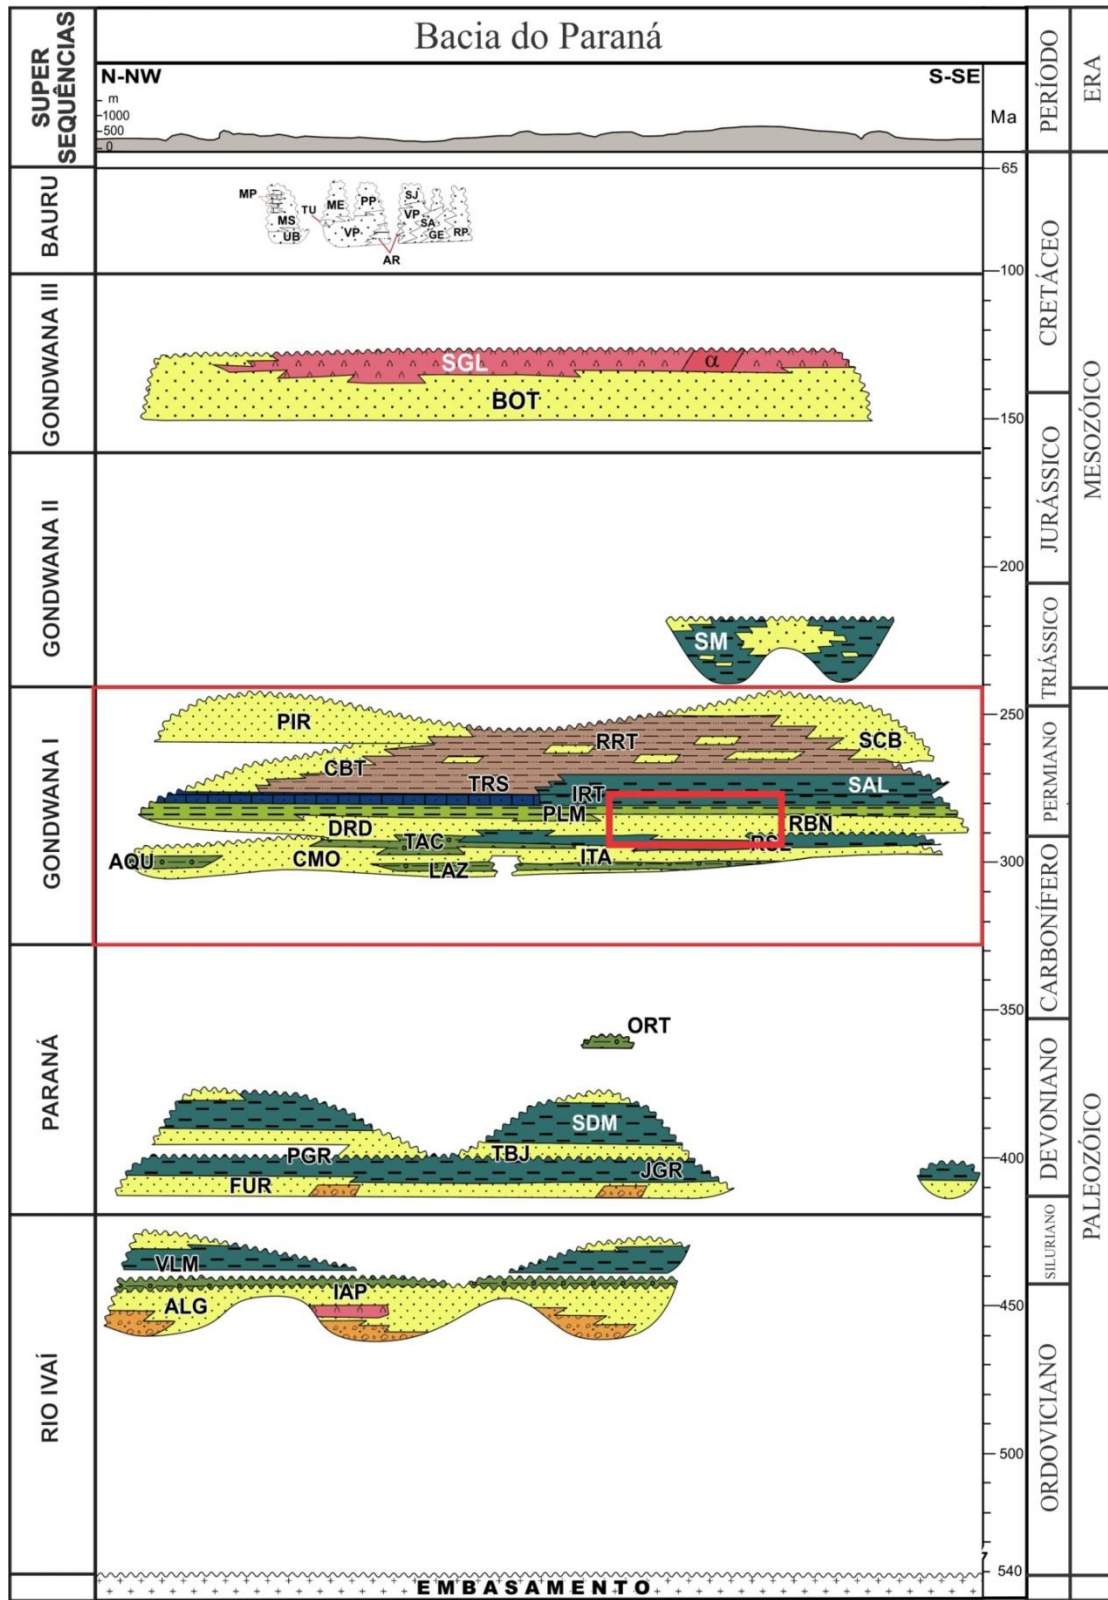 SUPER SEQUÊNCIAS
Bacia do Paraná
PERÍODO
ERA
N-NW
S-SE
m
1000
500
0
Ma
65
BAURU
MP
MS
UB
TU
ME
PP
VP
AR
SJ
VP
SA
GE
RP
100
CRETÁCEO
GONDWANA III
SGL
α
BOT
150
MESOZÓICO
GONDWANA II
JURÁSSICO
200
SM
TRIÁSSICO
GONDWANA I
250
PIR
RRT
SCB
CBT
TRS
IRT
SAL
PERMIANO
PLM
DRD
RBN
TAC
RSL
AQU
CMO
ITA
LAZ
300
CARBONÍFERO
350
ORT
PARANÁ
SDM
PGR
TBJ
JGR
FUR
400
DEVONIANO
PALEOZÓICO
SILURIANO
VLM
IAP
ALG
450
RIO IVAÍ
ORDOVICIANO
500
540
EMBASAMENTO